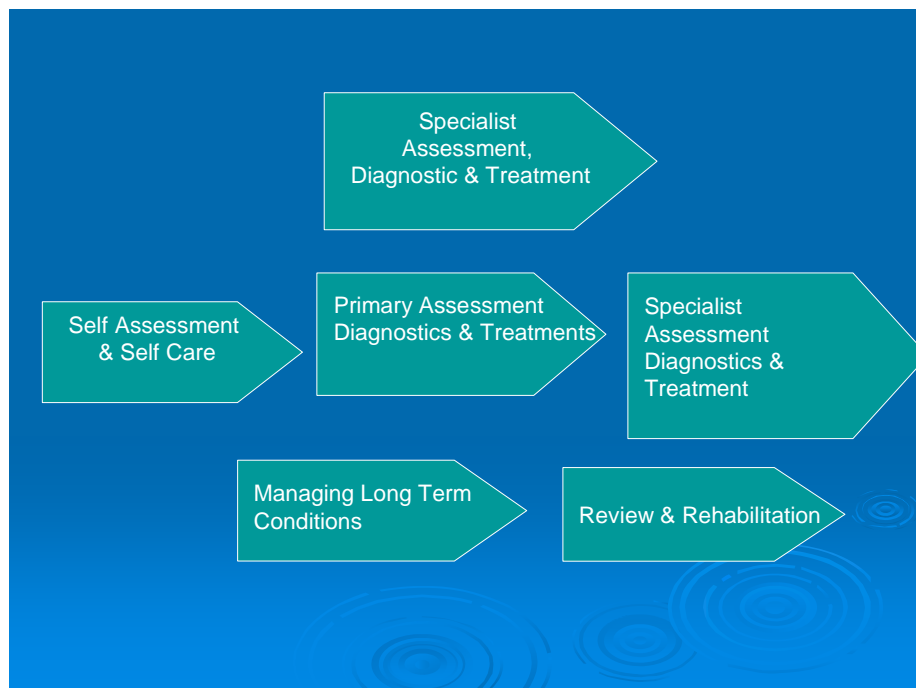 Specialist
Assessment,
Diagnostic & Treatment
Self Assessment
& Self Care
Primary Assessment
Diagnostics & Treatments
Specialist
Assessment
Diagnostics &
Treatment
Managing Long Term
Conditions
Review & Rehabilitation